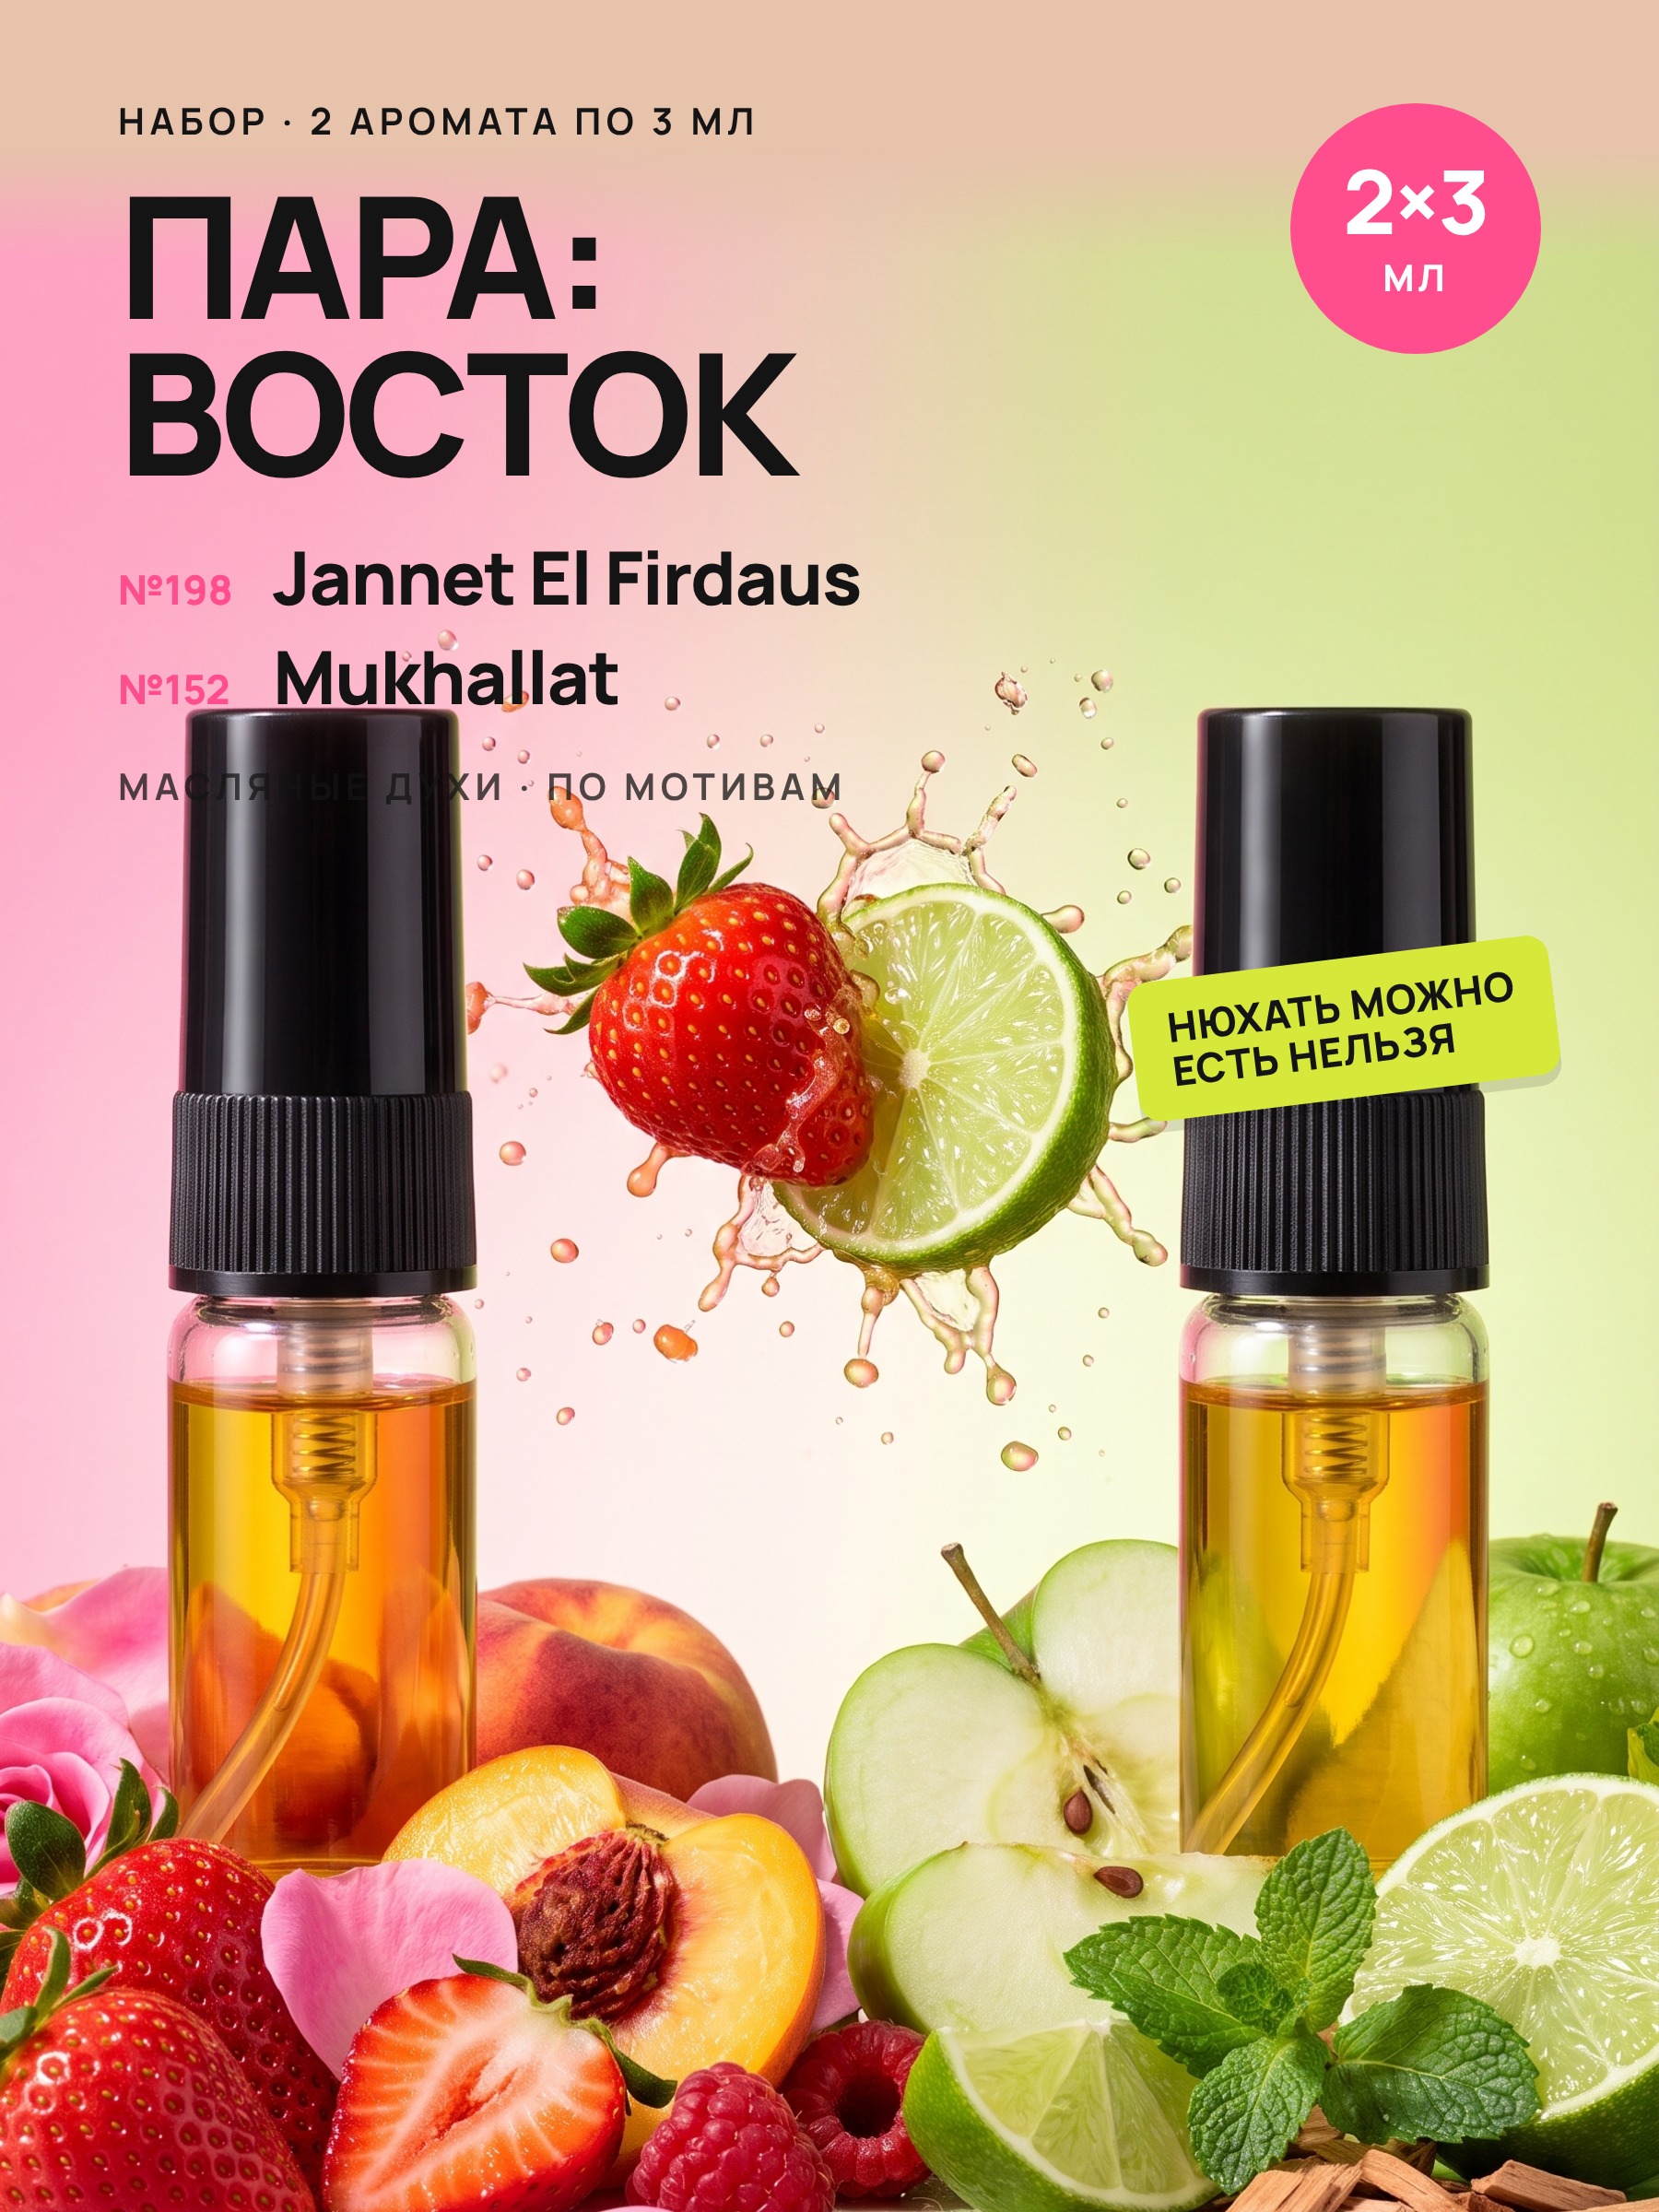 НАБОР · 2 АРОМАТА ПО 3 МЛ
2×3
МЛ
ПАРА:
ВОСТОК
№198 Jannet El Firdaus
№152 Mukhallat
МАСЛЯНЫЕ ДУХИ · ПО МОТИВАМ
НЮХАТЬ МОЖНО
ЕСТЬ НЕЛЬЗЯ